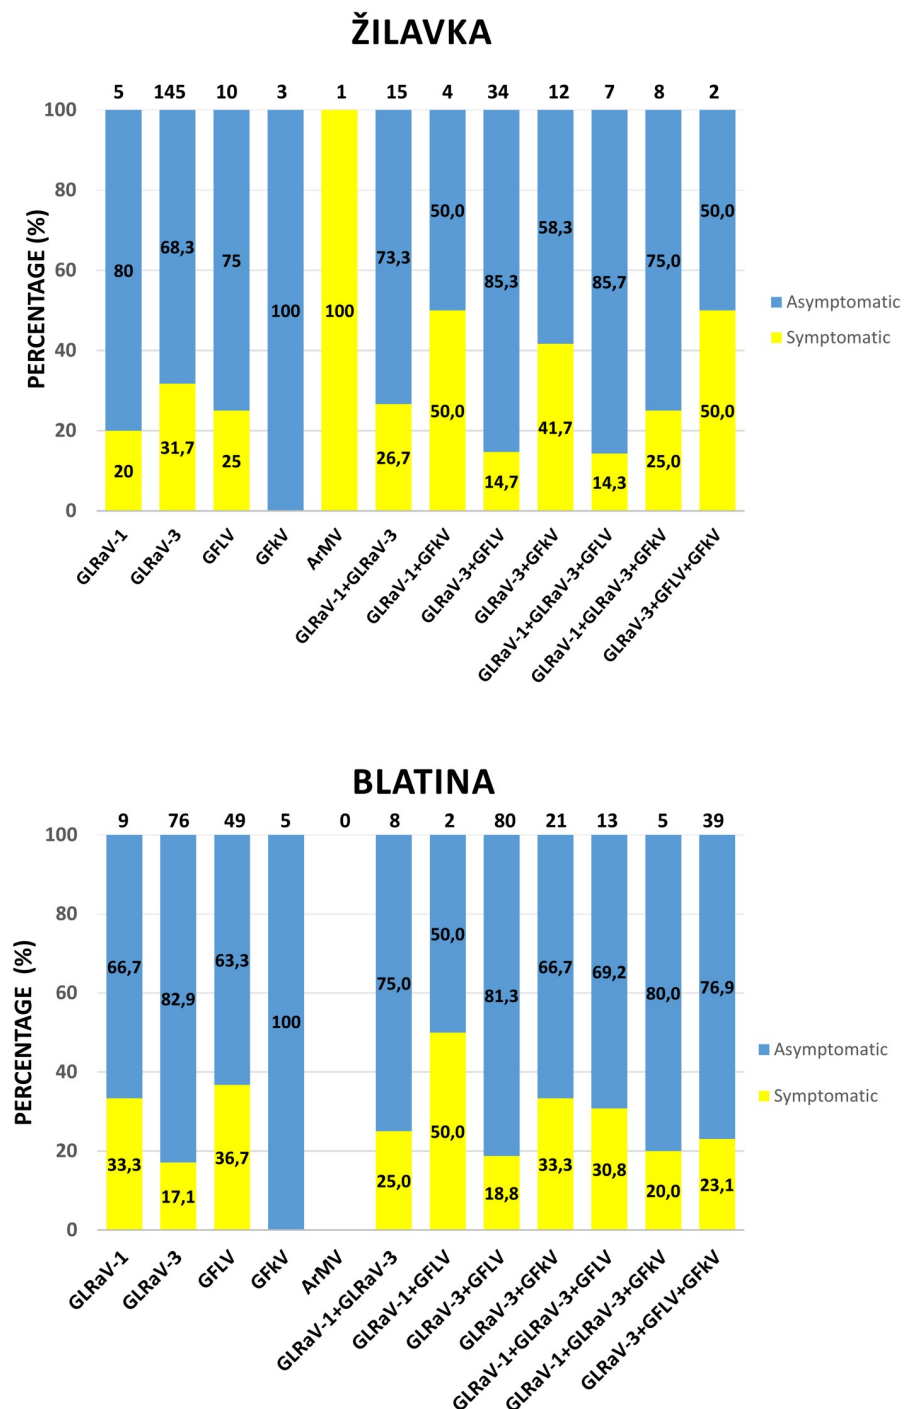 ŽILAVKA
5 145 10 3 1 15 4 34 12 7 8 2
PERCENTAGE (%)
100
80
60
40
20
0
80 68,3 75 100 100 73,3 50,0 85,3 58,3 85,7 75,0 50,0
20 31,7 25 26,7 50,0 14,7 41,7 14,3 25,0 50,0
Asymptomatic
Symptomatic
GLRaV-1
GLRaV-3
GFLV
GFkV
ArMV
GLRaV-1+GLRaV-3
GLRaV-1+GFkV
GLRaV-3+GFLV
GLRaV-3+GFkV
GLRaV-1+GLRaV-3+GFLV
GLRaV-1+GLRaV-3+GFkV
GLRaV-3+GFLV+GFkV
BLATINA
9 76 49 5 0 8 2 80 21 13 5 39
PERCENTAGE (%)
100
80
60
40
20
0
66,7 82,9 63,3 100 75,0 50,0 81,3 66,7 69,2 80,0 76,9
33,3 17,1 36,7 25,0 50,0 18,8 33,3 30,8 20,0 23,1
Asymptomatic
Symptomatic
GLRaV-1
GLRaV-3
GFLV
GFkV
ArMV
GLRaV-1+GLRaV-3
GLRaV-1+GFLV
GLRaV-3+GFLV
GLRaV-3+GFkV
GLRaV-1+GLRaV-3+GFLV
GLRaV-1+GLRaV-3+GFkV
GLRaV-3+GFLV+GFkV